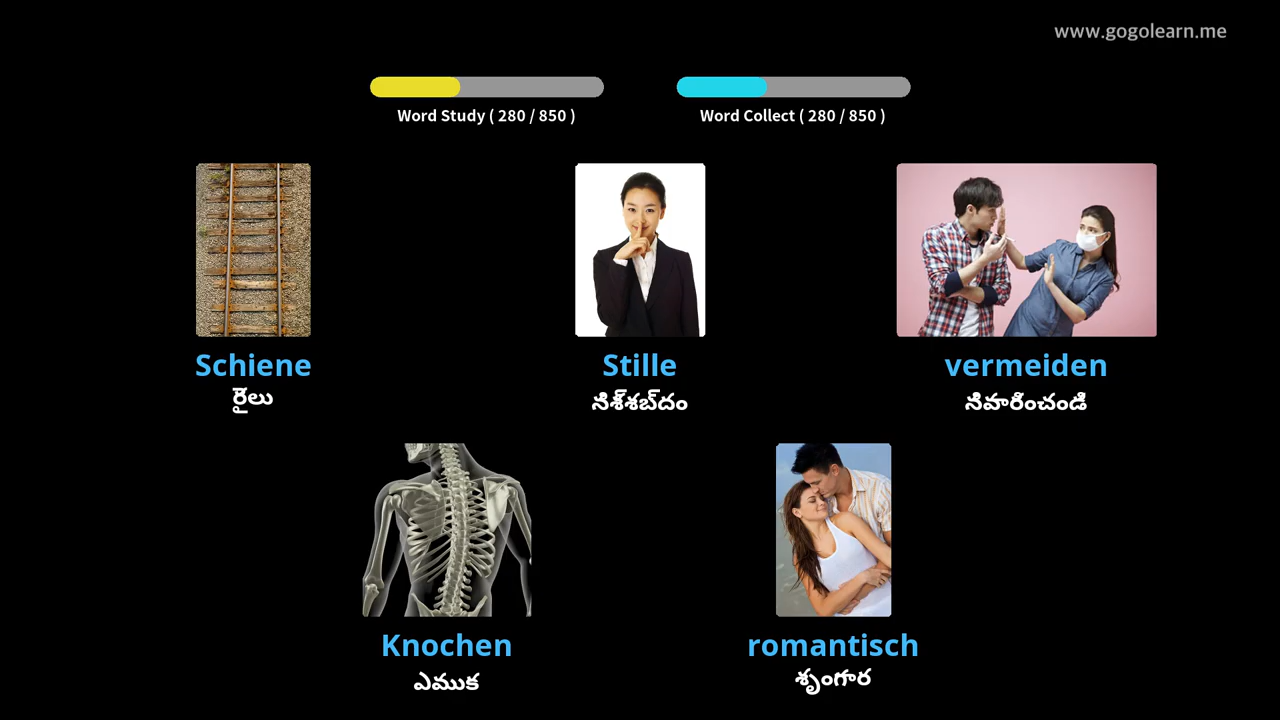 www.gogolearn.me
Word Study ( 280 / 850 )
Word Collect ( 280 / 850 )
Schiene
రైలు
Stille
నిశ్శబ్దం
vermeiden
నివారించండి
Knochen
ఎముక
romantisch
శృంగార